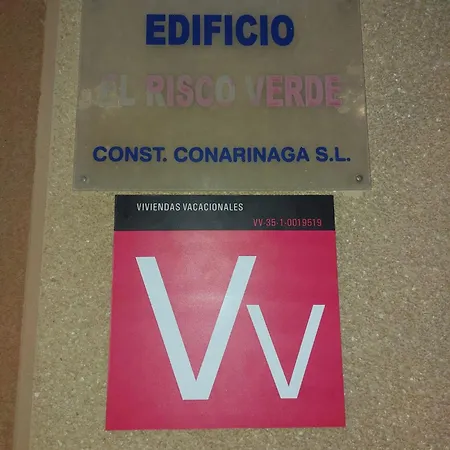 EDIFICIO
EL RISCO VERDE
CONST. CONARINAGA S.L.
VIVIENDAS VACACIONALES
VV-35-1-0019519
Vv